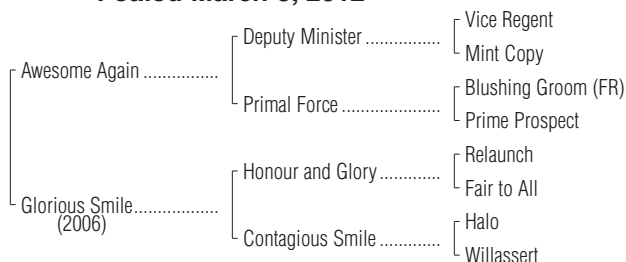 Foaled March 2012
Vice Regent
Deputy Minister ...............
Mint Copy
Awesome Again ...............
Blushing Groom (FR)
Primal Force ....................
Prime Prospect
Relaunch
Honour and Glory .............
Fair to All
Glorious Smile.................
(2006)
Halo
Contagious Smile .............
Willassert